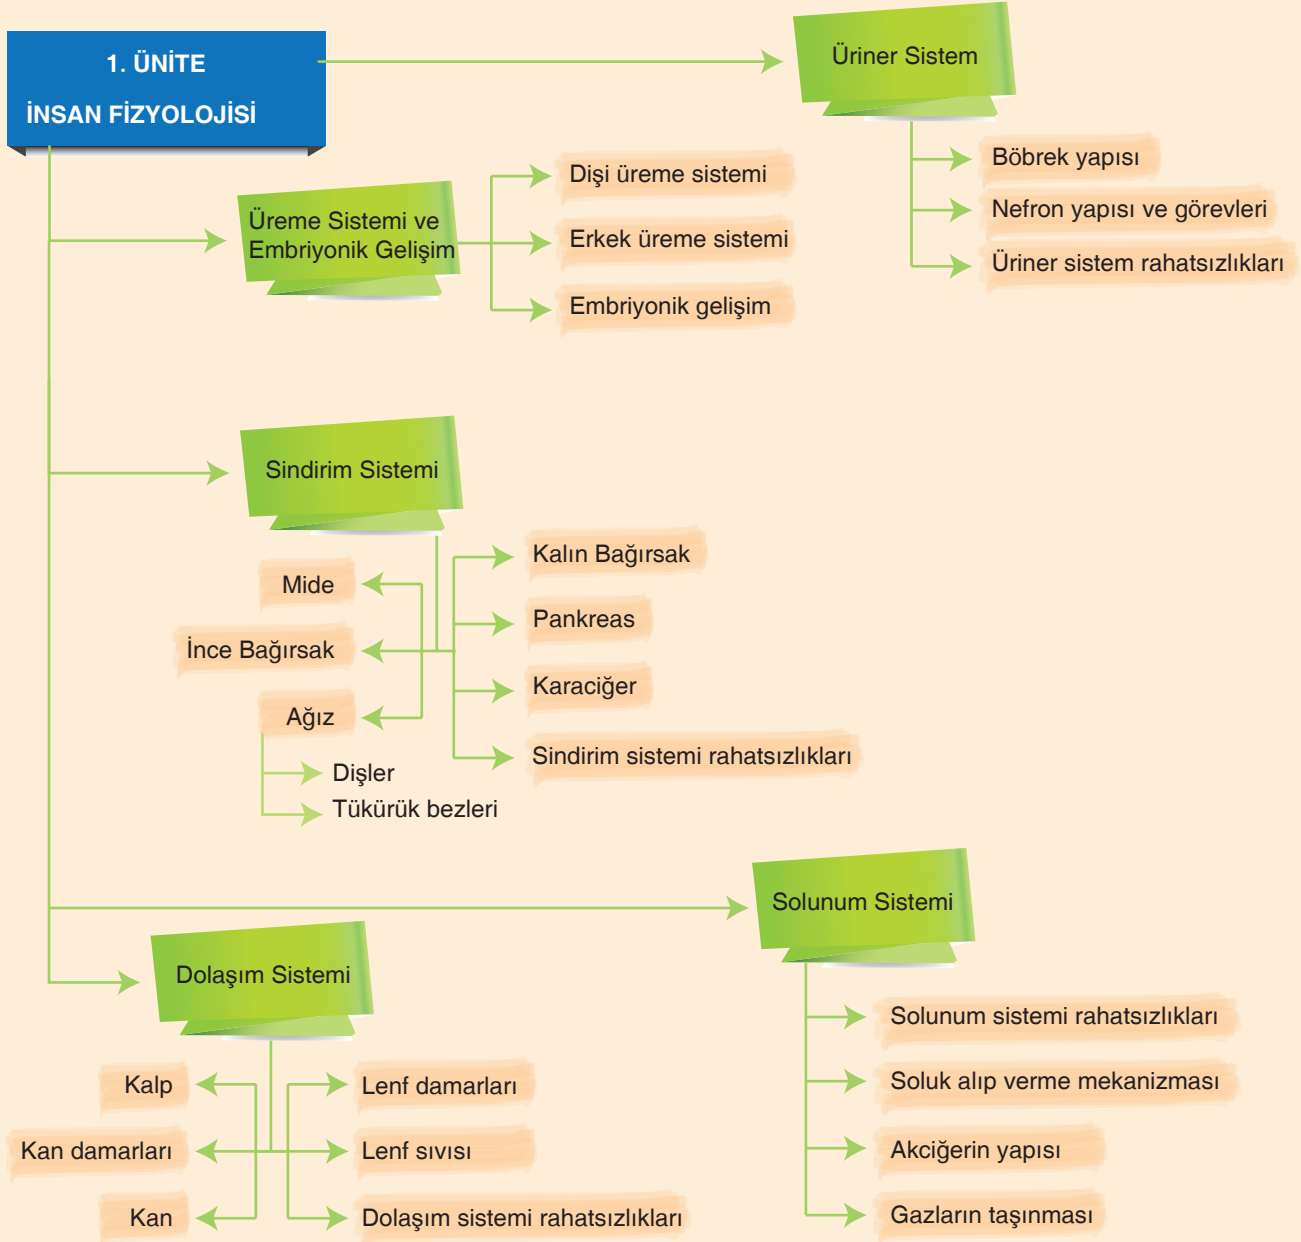 1. ÜNİTE
İNSAN FİZYOLOJİSİ
Üriner Sistem
Böbrek yapısı
Nefron yapısı ve görevleri
Üriner sistem rahatsızlıkları
Üreme Sistemi ve
Embriyonik Gelişim
Dişi üreme sistemi
Erkek üreme sistemi
Embriyonik gelişim
Sindirim Sistemi
Mide
İnce Bağırsak
Ağız
Dişler
Tükürük bezleri
Kalın Bağırsak
Pankreas
Karaciğer
Sindirim sistemi rahatsızlıkları
Solunum Sistemi
Solunum sistemi rahatsızlıkları
Soluk alıp verme mekanizması
Akciğerin yapısı
Gazların taşınması
Dolaşım Sistemi
Kalp
Kan damarları
Kan
Lenf damarları
Lenf sıvısı
Dolaşım sistemi rahatsızlıkları